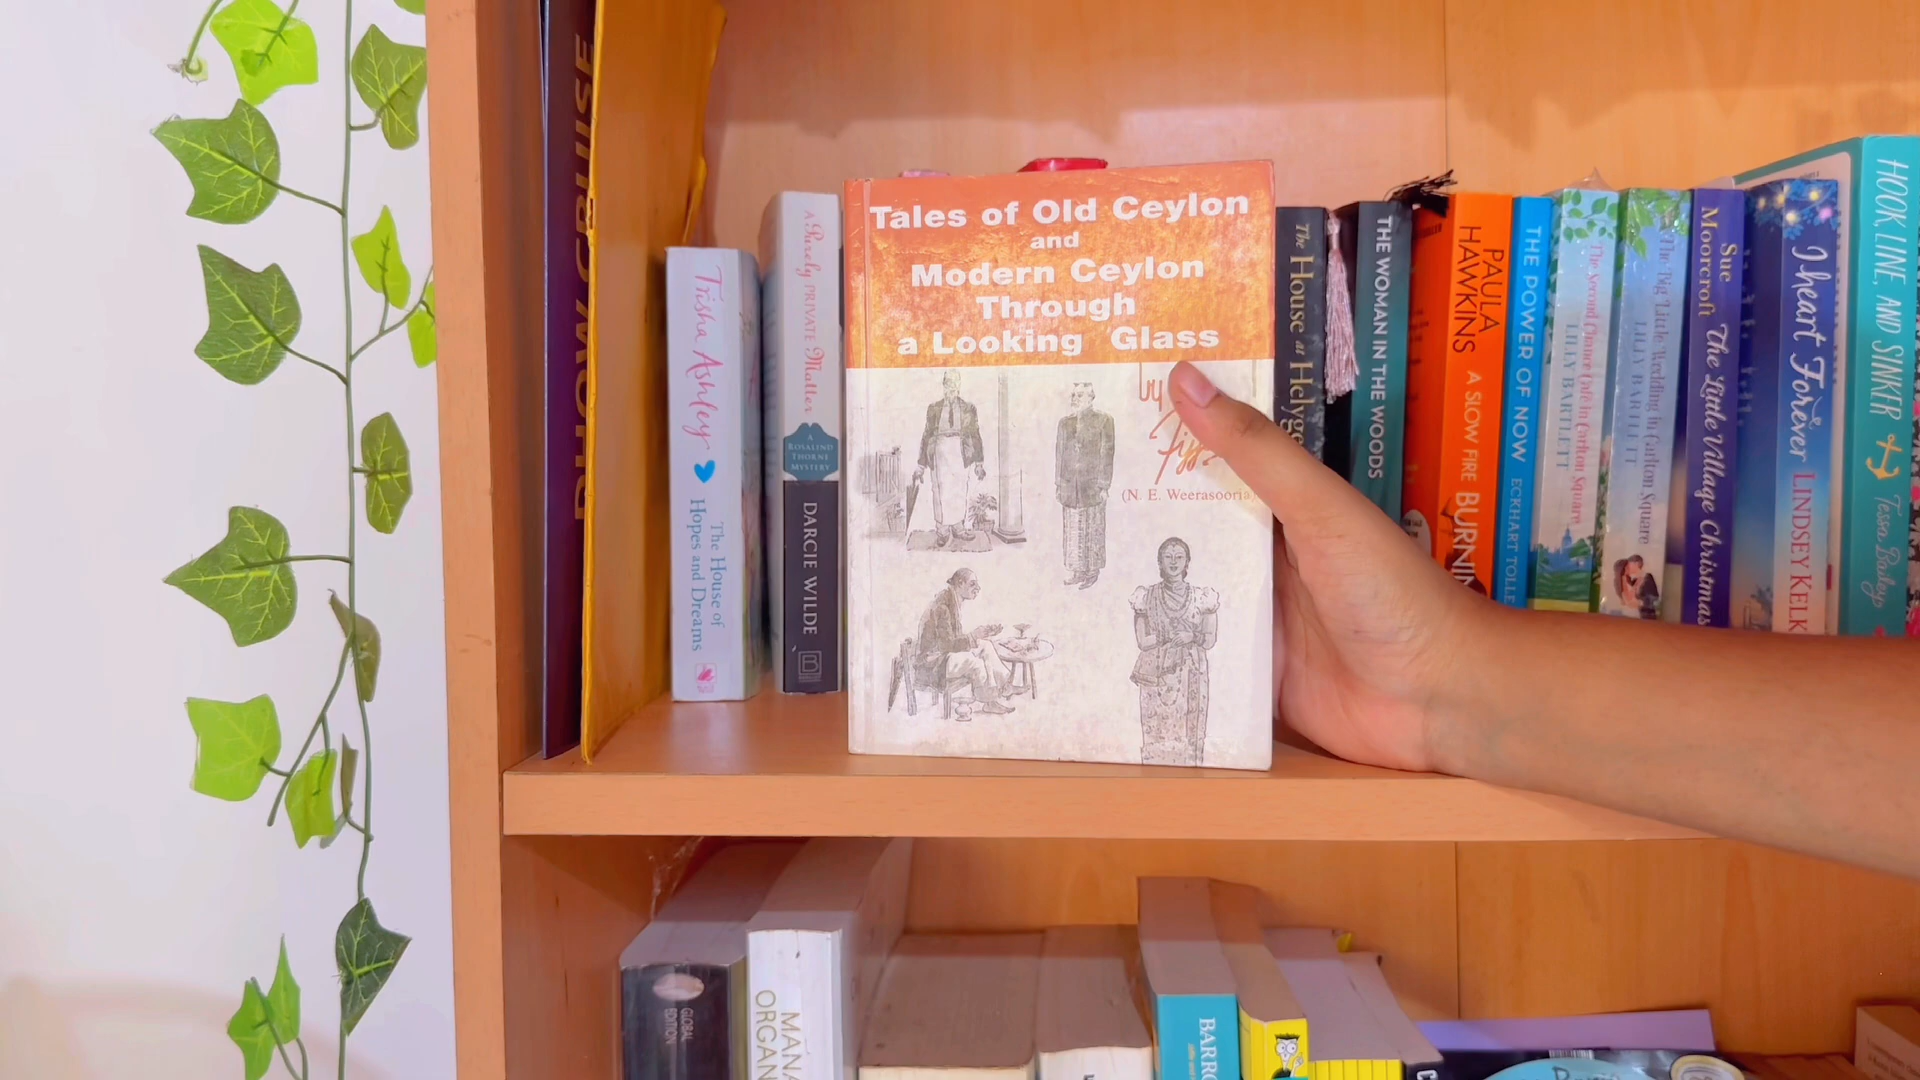 Tales of Old Ceylon
and
Modern Ceylon
Through
a Looking Glass
by
(N. E. Weerasooria)
Trisha Ashley
The House of
Hopes and Dreams
A Purely PRIVATE Matter
A
ROSALIND
THORNE
MYSTERY
DARCIE WILDE
The House at
THE WOMAN IN THE WOODS
PAULA
HAWKINS
A SLOW FIRE
THE POWER OF NOW
ECKHART TOLLE
The Second Chance Café in Carlton Square
LILLY BARTLETT
The Big Little Wedding in Carlton Square
LILLY BARTLETT
Sue
Moorcroft
The Little Village Christmas
I heart Forever
LINDSEY KELK
HOOK, LINE, AND SINKER
Tessa Bailey
GLOBAL
EDITION